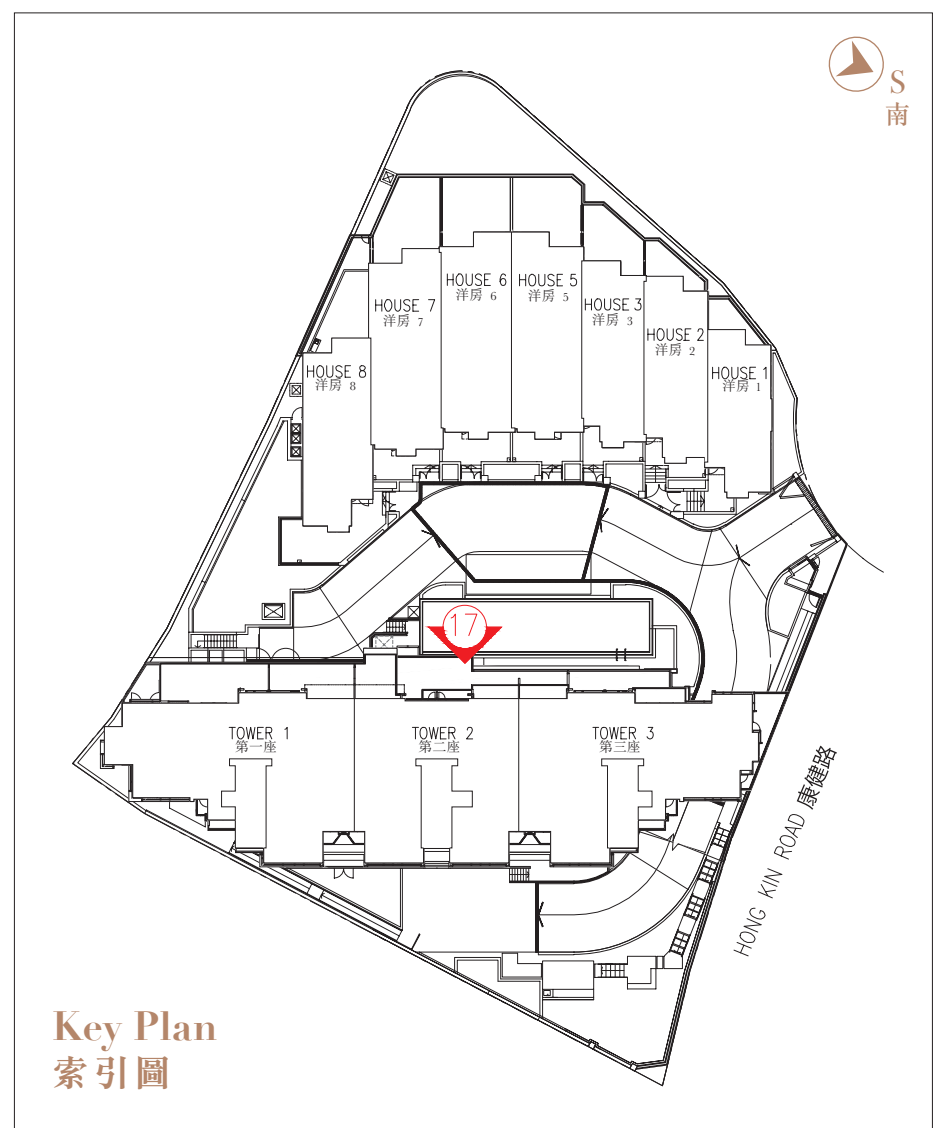 S
南
HOUSE 6
洋房 6
HOUSE 5
洋房 5
HOUSE 7
洋房 7
HOUSE 3
洋房 3
HOUSE 2
洋房 2
HOUSE 8
洋房 8
HOUSE 1
洋房 1
17
TOWER 1
第一座
TOWER 2
第二座
TOWER 3
第三座
HONG KIN ROAD 康健路
Key Plan
索引圖